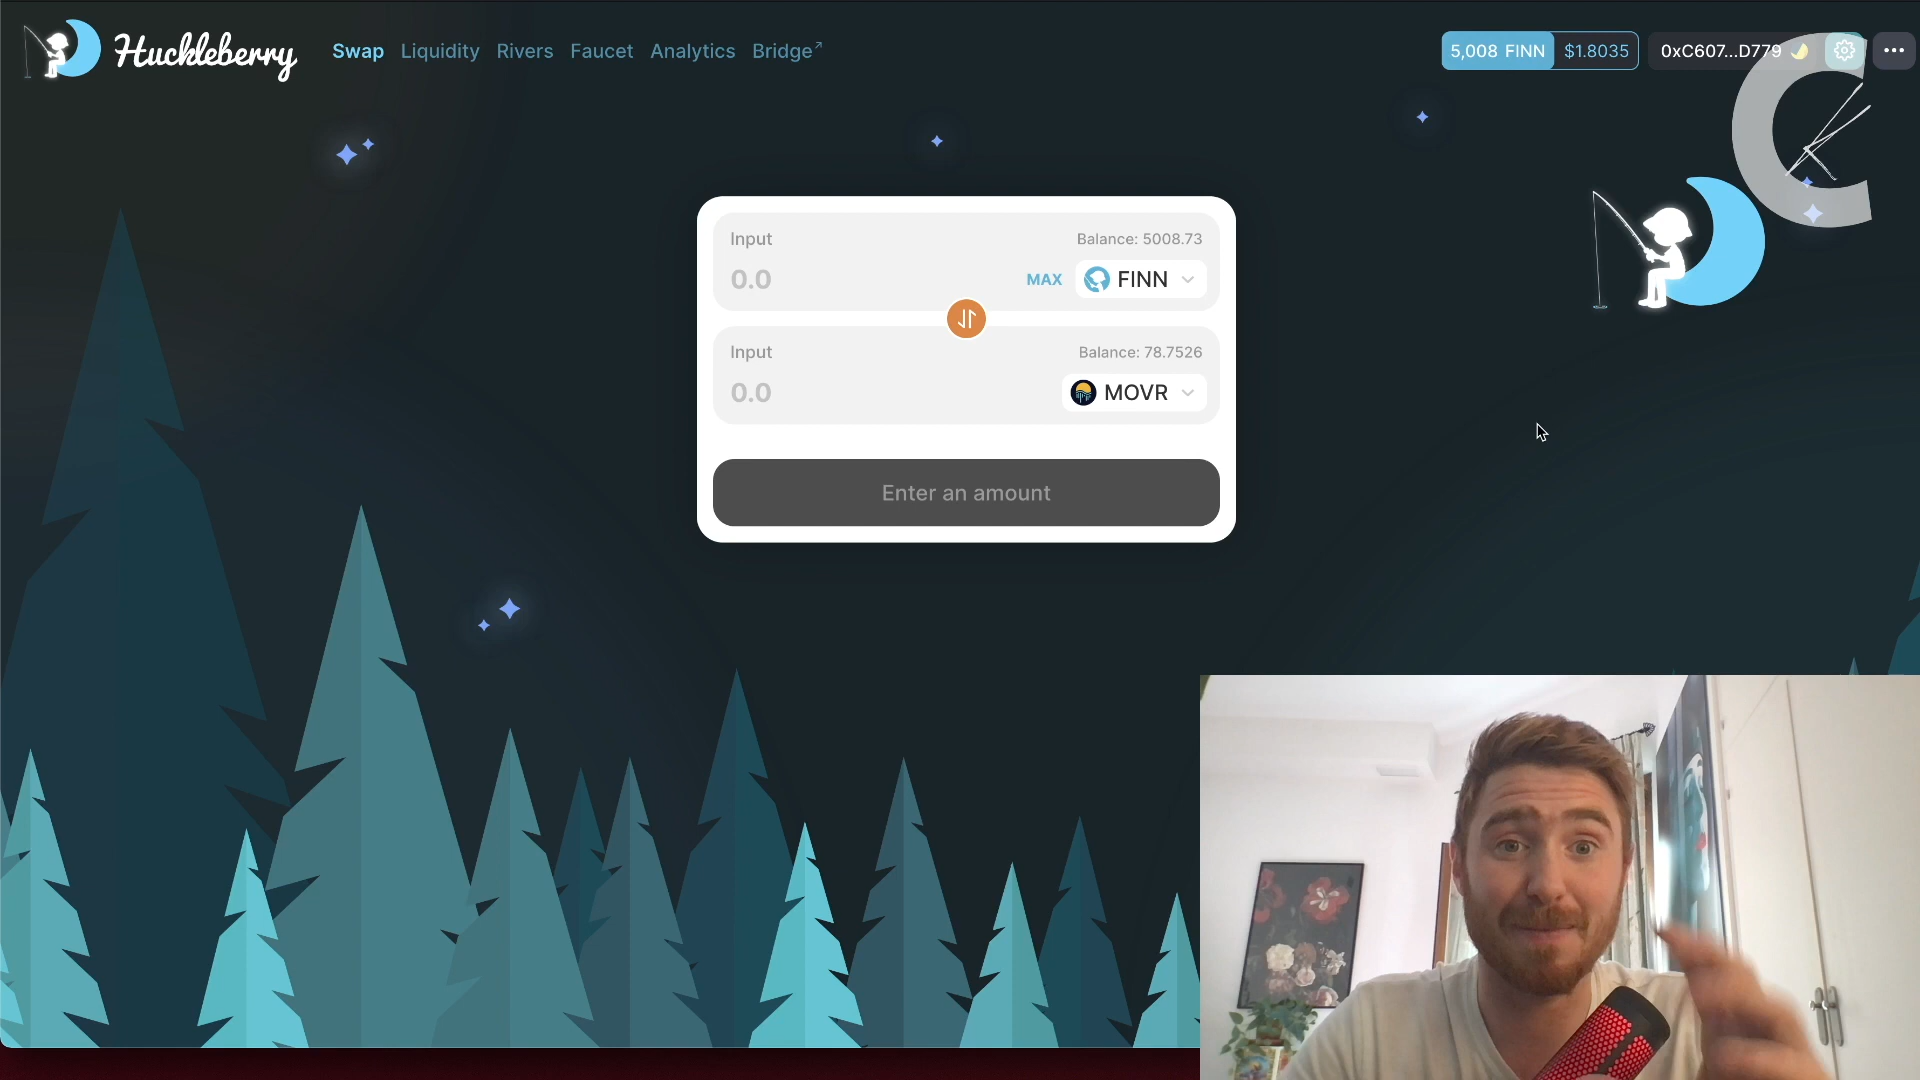 Huckleberry Swap Liquidity Rivers Faucet Analytics Bridge↗ 5,008 FINN $1.8035 0xC607...D779
Input Balance: 5008.73
0.0 MAX FINN
Input Balance: 78.7526
0.0 MOVR
Enter an amount